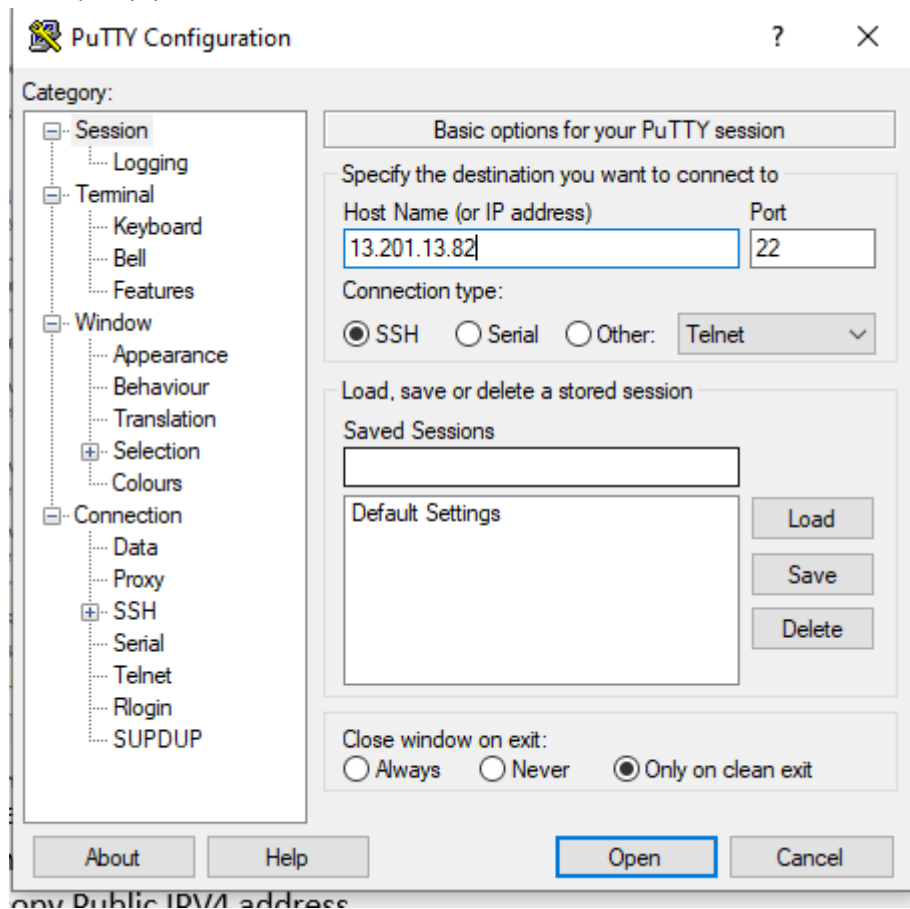 PuTTY Configuration
?
Category:
Session
Logging
Terminal
Keyboard
Bell
Features
Window
Appearance
Behaviour
Translation
Selection
Colours
Connection
Data
Proxy
SSH
Serial
Telnet
Rlogin
SUPDUP
Basic options for your PuTTY session
Specify the destination you want to connect to
Host Name (or IP address) Port
13.201.13.82 22
Connection type:
SSH Serial Other: Telnet
Load, save or delete a stored session
Saved Sessions
Default Settings
Load
Save
Delete
Close window on exit:
Always Never Only on clean exit
About Help Open Cancel
opy Public IPV4 address